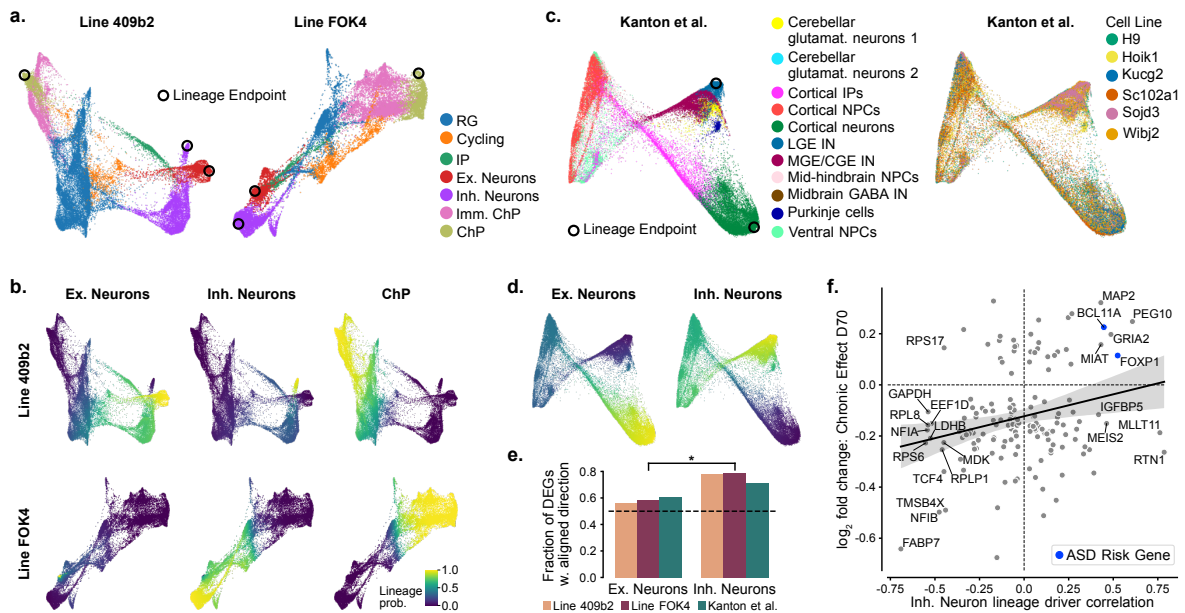 a.
Line 409b2
Line FOK4
Lineage Endpoint
RG
Cycling
IP
Ex. Neurons
Inh. Neurons
Imm. ChP
ChP
b.
Ex. Neurons
Inh. Neurons
ChP
Line 409b2
Line FOK4
Lineage
prob.
1.0
0.0
c.
Kanton et al.
Lineage Endpoint
Cerebellar
glutamat. neurons 1
Cerebellar
glutamat. neurons 2
Cortical IPs
Cortical NPCs
Cortical neurons
LGE IN
MGE/CGE IN
Mid-hindbrain NPCs
Midbrain GABA IN
Purkinje cells
Ventral NPCs
Kanton et al.
Cell Line
H9
Hoik1
Kucg2
Sc102a1
Sojd3
Wibj2
d.
Ex. Neurons
Inh. Neurons
e.
Fraction of DEGs
w. aligned direction
0.8
0.6
0.4
0.2
0.0
*
Ex. Neurons
Inh. Neurons
Line 409b2
Line FOK4
Kanton et al.
f.
log2 fold change: Chronic Effect D70
0.2
0.0
-0.2
-0.4
-0.6
MAP2
BCL11A
PEG10
RPS17
GRIA2
MIAT
FOXP1
GAPDH
EEF1D
RPL8
LDHB
IGFBP5
NFIA
MLLT11
MEIS2
RPS6
MDK
RTN1
TCF4
RPLP1
TMSB4X
NFIB
FABP7
ASD Risk Gene
-0.75
-0.50
-0.25
0.00
0.25
0.50
0.75
Inh. Neuron lineage driver correlation